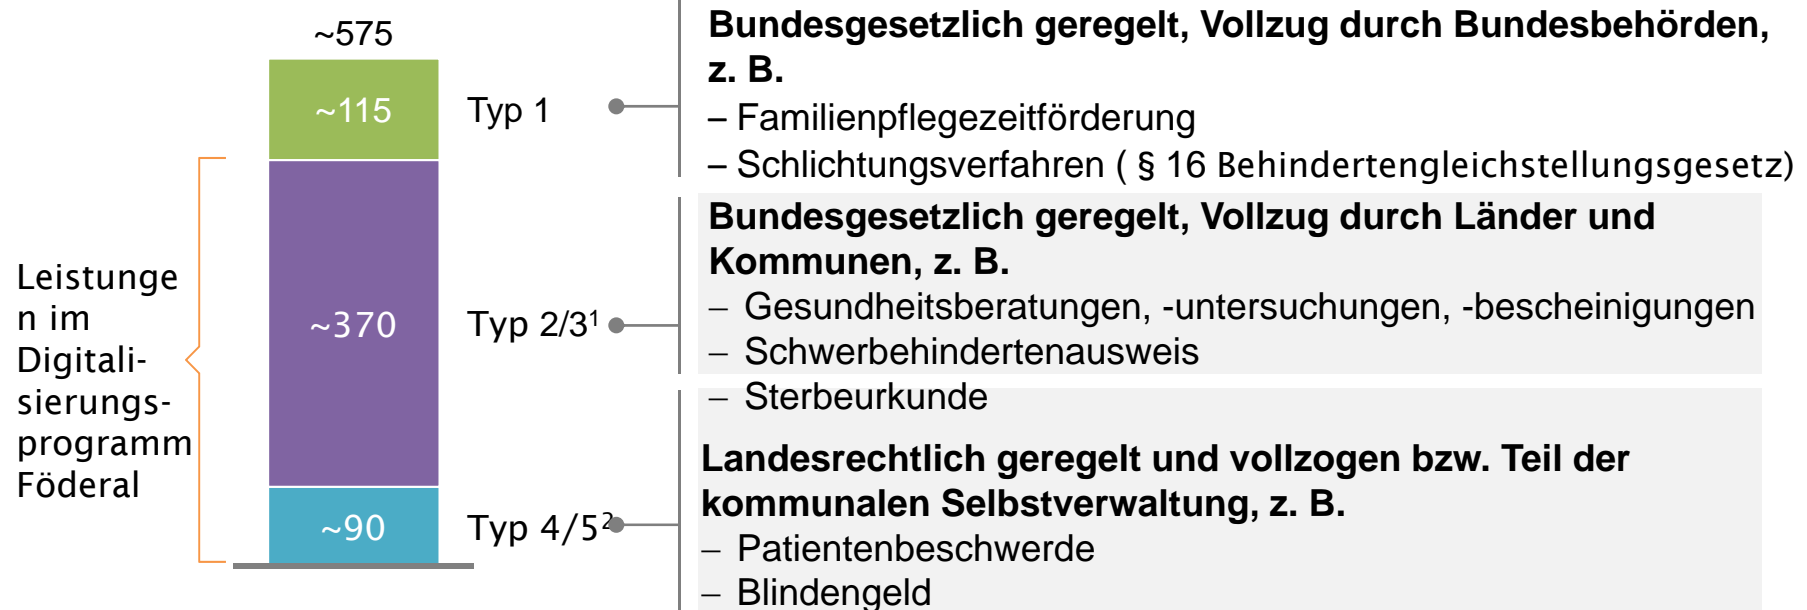 ~575
~115
~370
~90
Leistunge
n im
Digitali-
sierungs-
programm
Föderal
Typ 1
Bundesgesetzlich geregelt, Vollzug durch Bundesbehörden,
z. B.
– Familienpflegezeitförderung
– Schlichtungsverfahren ( § 16 Behindertengleichstellungsgesetz)
Typ 2/3¹
Bundesgesetzlich geregelt, Vollzug durch Länder und
Kommunen, z. B.
– Gesundheitsberatungen, -untersuchungen, -bescheinigungen
– Schwerbehindertenausweis
– Sterbeurkunde
Typ 4/5²
Landesrechtlich geregelt und vollzogen bzw. Teil der
kommunalen Selbstverwaltung, z. B.
– Patientenbeschwerde
– Blindengeld